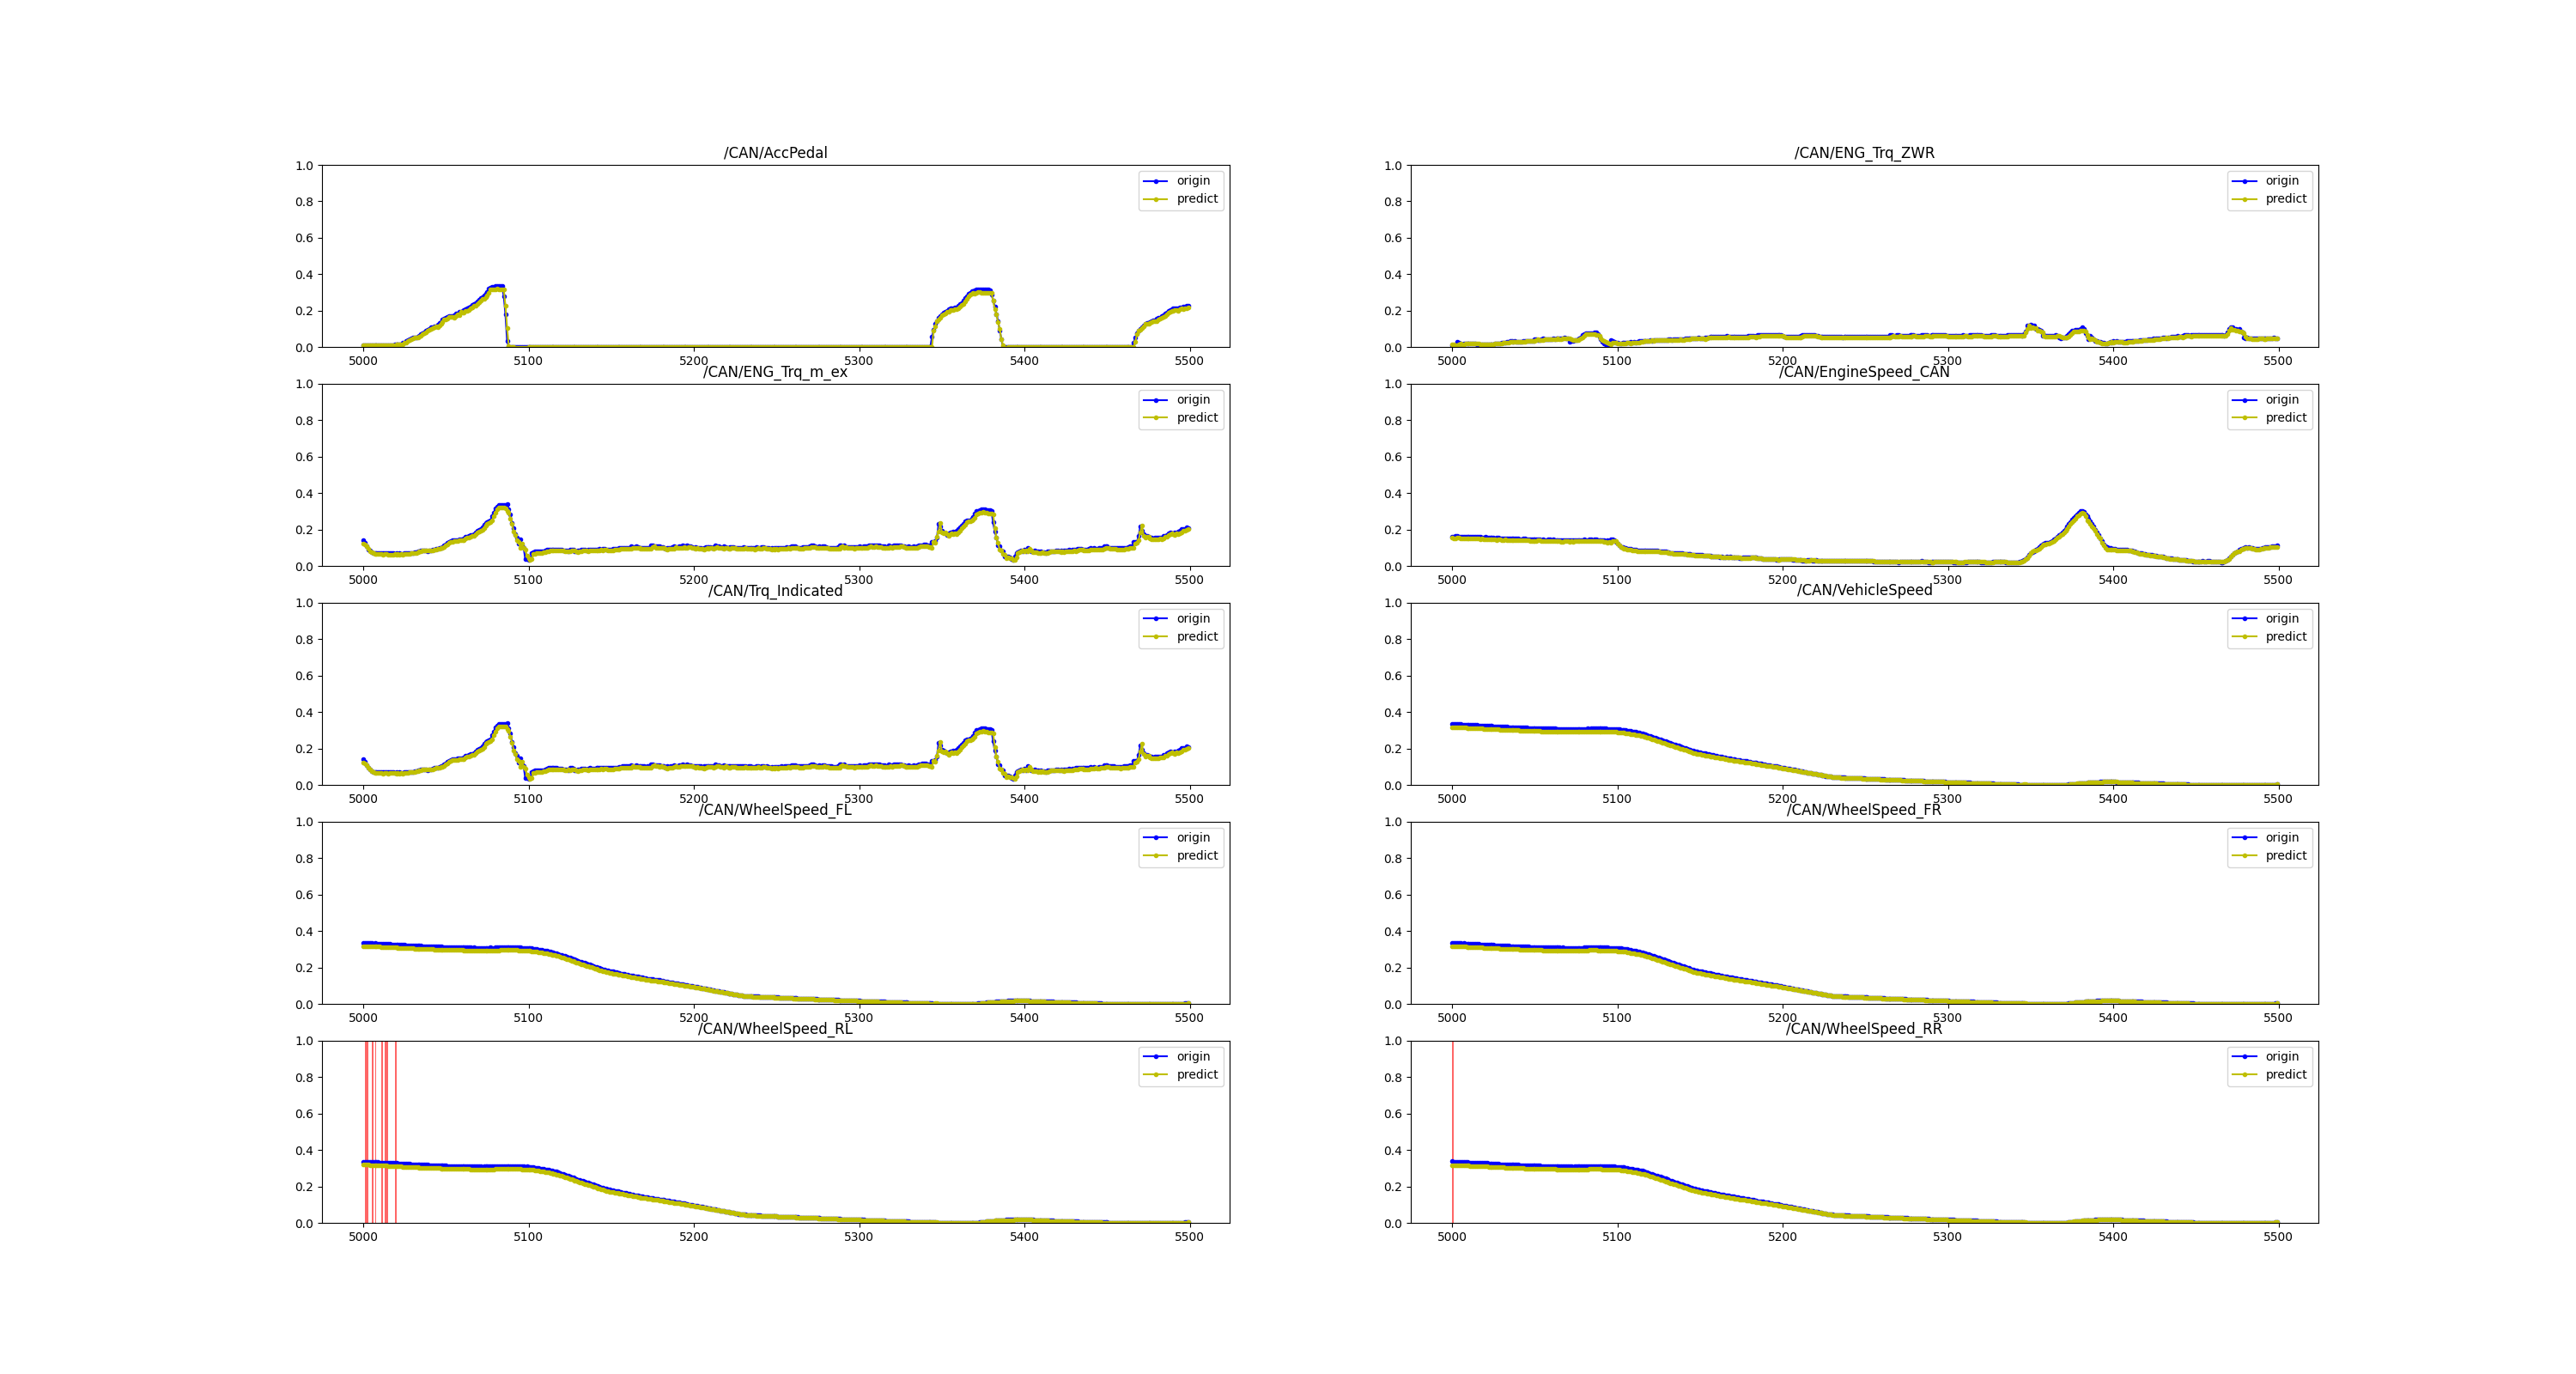 /CAN/AccPedal
1.0
0.8
0.6
0.4
0.2
0.0
origin
predict
5000 5100 5200 5300 5400 5500
/CAN/ENG_Trq_ZWR
1.0
0.8
0.6
0.4
0.2
0.0
origin
predict
5000 5100 5200 5300 5400 5500
/CAN/ENG_Trq_m_ex
1.0
0.8
0.6
0.4
0.2
0.0
origin
predict
5000 5100 5200 5300 5400 5500
/CAN/EngineSpeed_CAN
1.0
0.8
0.6
0.4
0.2
0.0
origin
predict
5000 5100 5200 5300 5400 5500
/CAN/Trq_Indicated
1.0
0.8
0.6
0.4
0.2
0.0
origin
predict
5000 5100 5200 5300 5400 5500
/CAN/VehicleSpeed
1.0
0.8
0.6
0.4
0.2
0.0
origin
predict
5000 5100 5200 5300 5400 5500
/CAN/WheelSpeed_FL
1.0
0.8
0.6
0.4
0.2
0.0
origin
predict
5000 5100 5200 5300 5400 5500
/CAN/WheelSpeed_FR
1.0
0.8
0.6
0.4
0.2
0.0
origin
predict
5000 5100 5200 5300 5400 5500
/CAN/WheelSpeed_RL
1.0
0.8
0.6
0.4
0.2
0.0
origin
predict
5000 5100 5200 5300 5400 5500
/CAN/WheelSpeed_RR
1.0
0.8
0.6
0.4
0.2
0.0
origin
predict
5000 5100 5200 5300 5400 5500